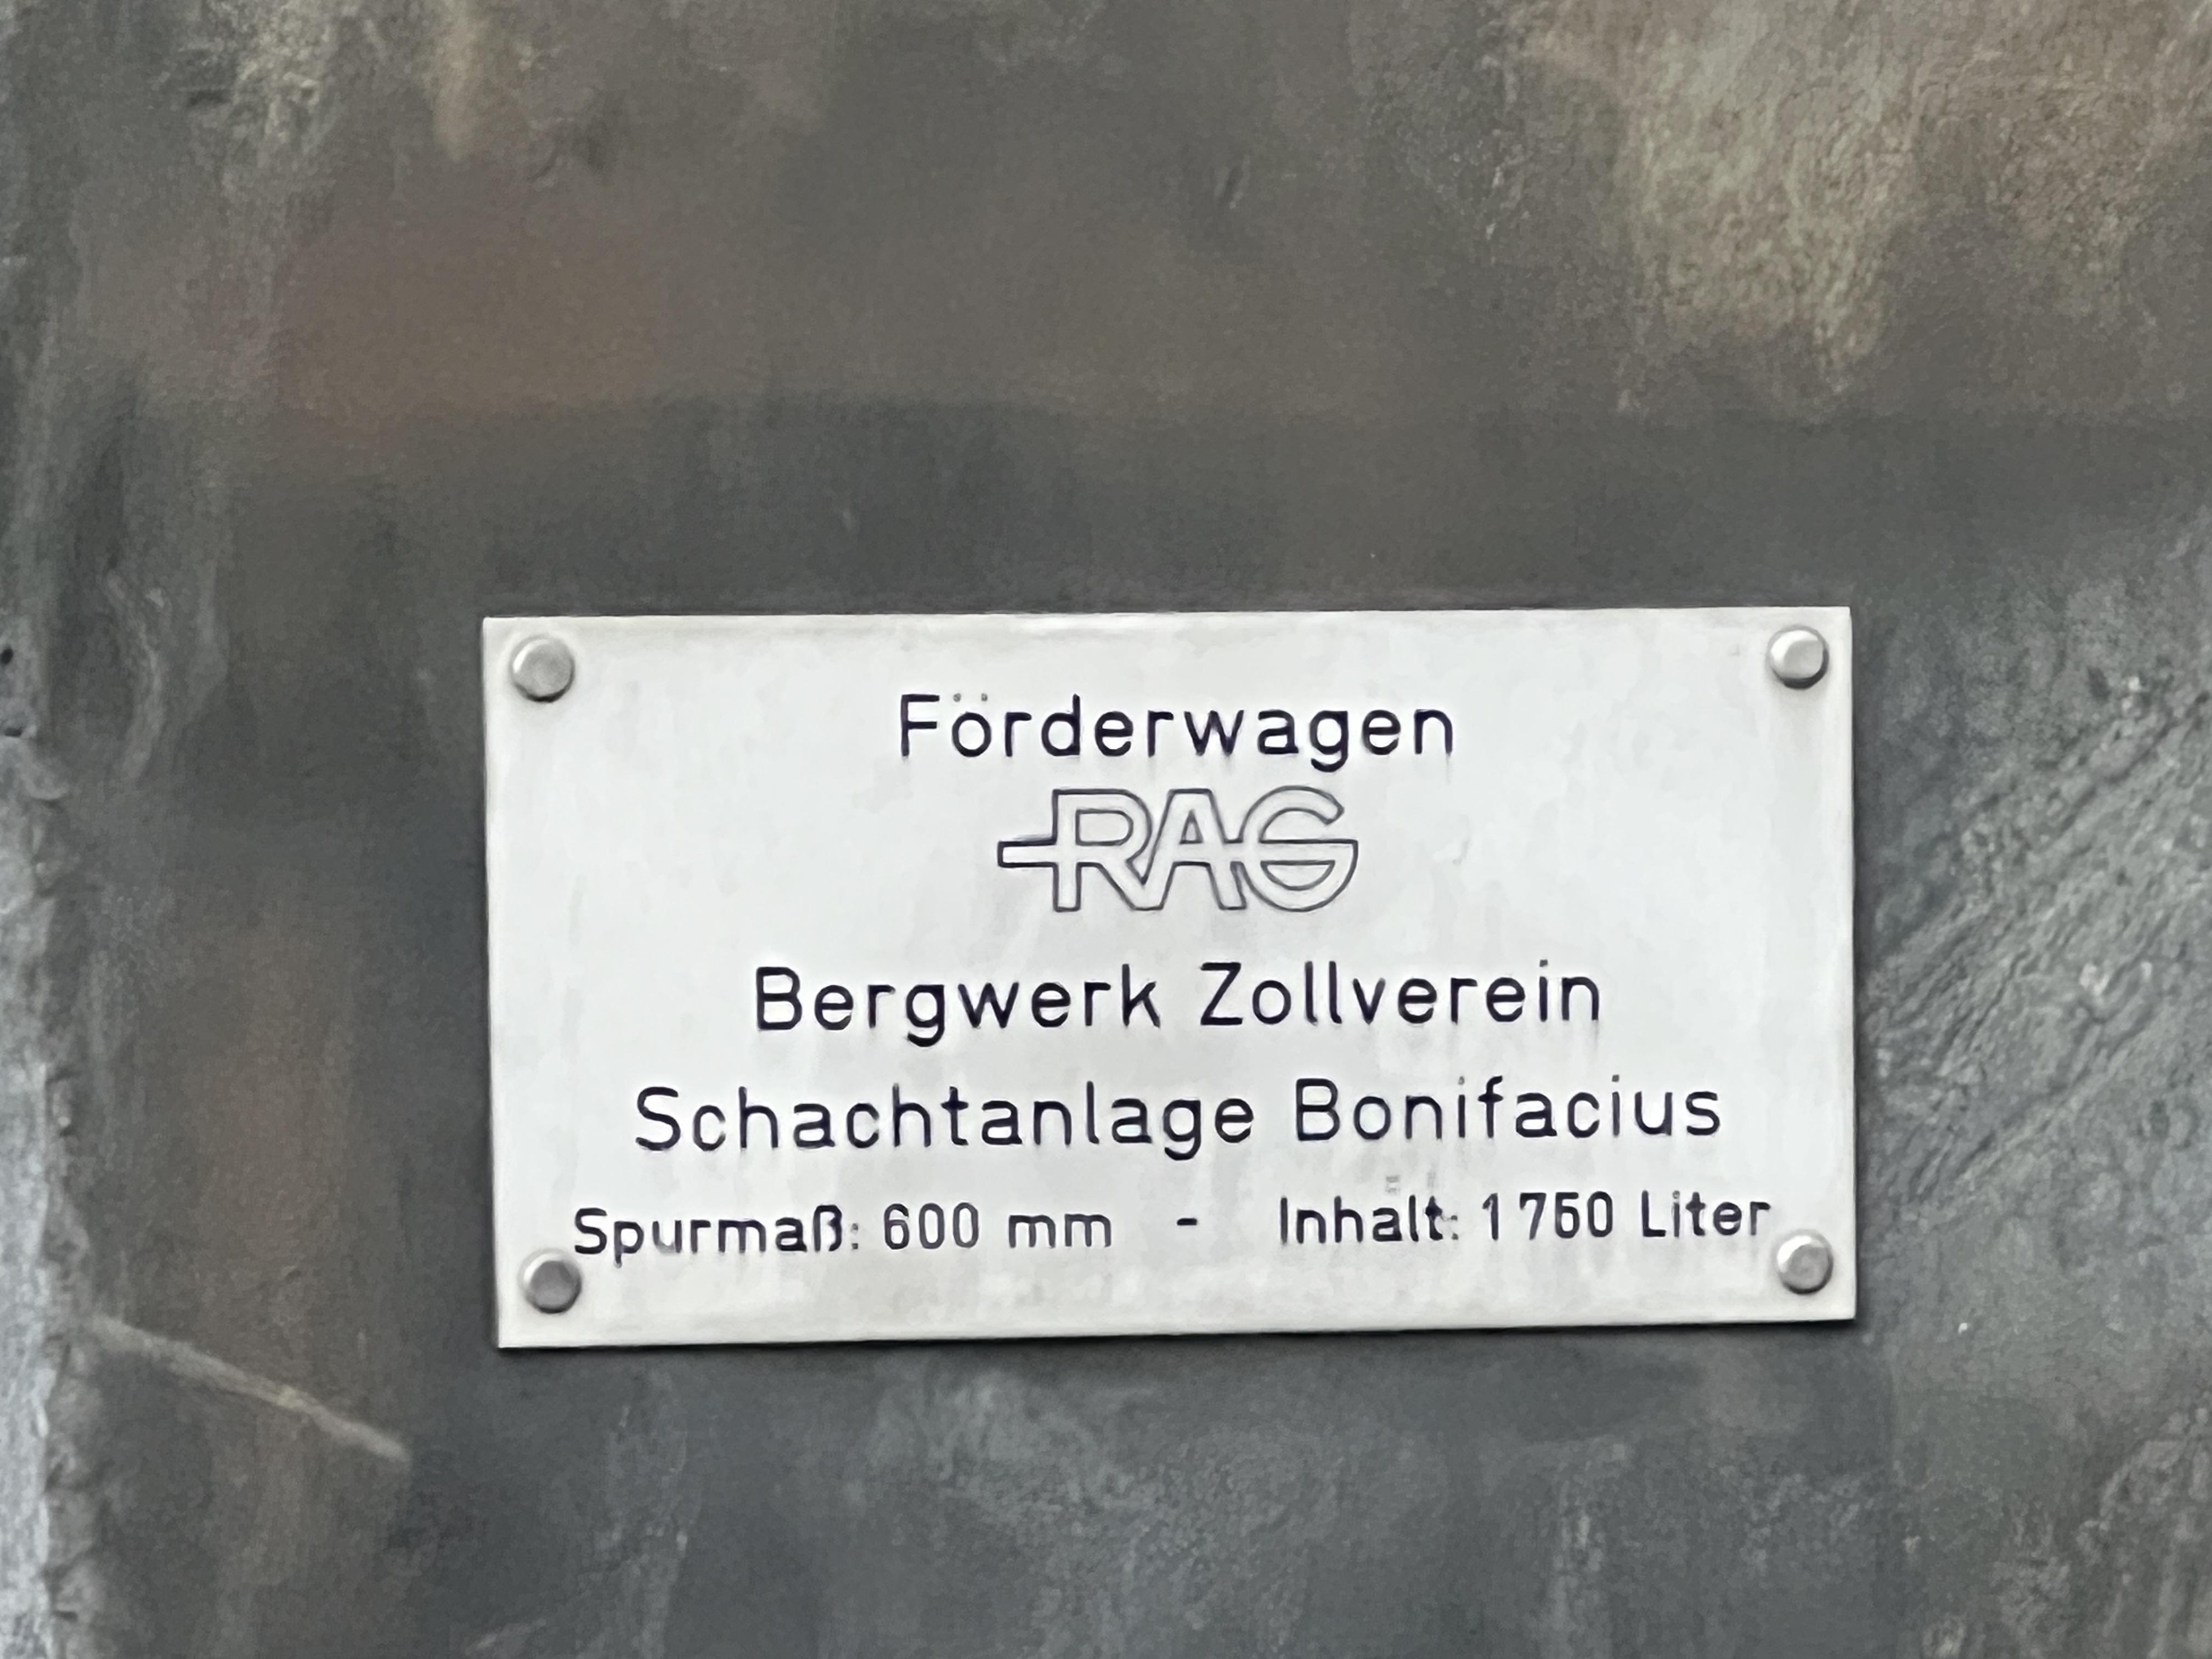 Förderwagen
RAG
Bergwerk Zollverein
Schachtanlage Bonifacius
Spurmaß: 600 mm - Inhalt: 1750 Liter